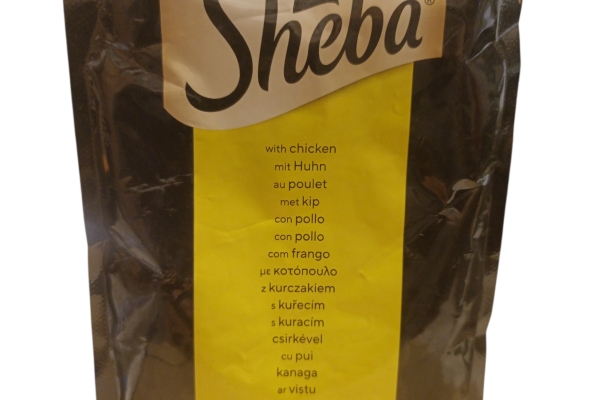 Sheba®
with chicken
mit Huhn
au poulet
met kip
con pollo
con pollo
com frango
με κοτόπουλο
z kurczakiem
s kuřecím
s kuracím
csirkével
cu pui
kanaga
ar vistu